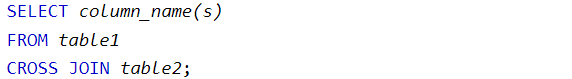 SELECT column_name(s)
FROM table1
CROSS JOIN table2;